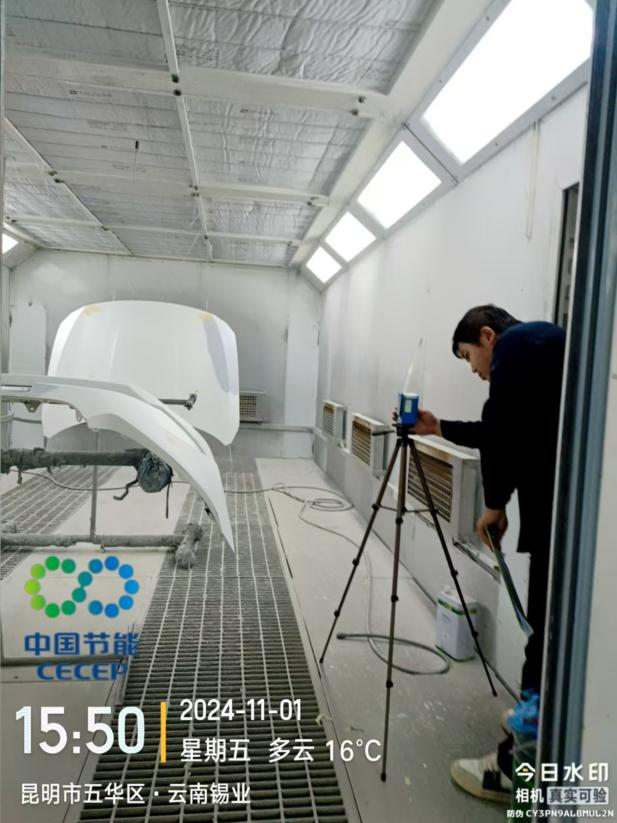 中国节能
CECEP
15:50
2024-11-01
星期五 多云 16°C
昆明市五华区·云南锡业
今日水印
相机 真实可验
防伪 CY3PN9ALBMUL2N